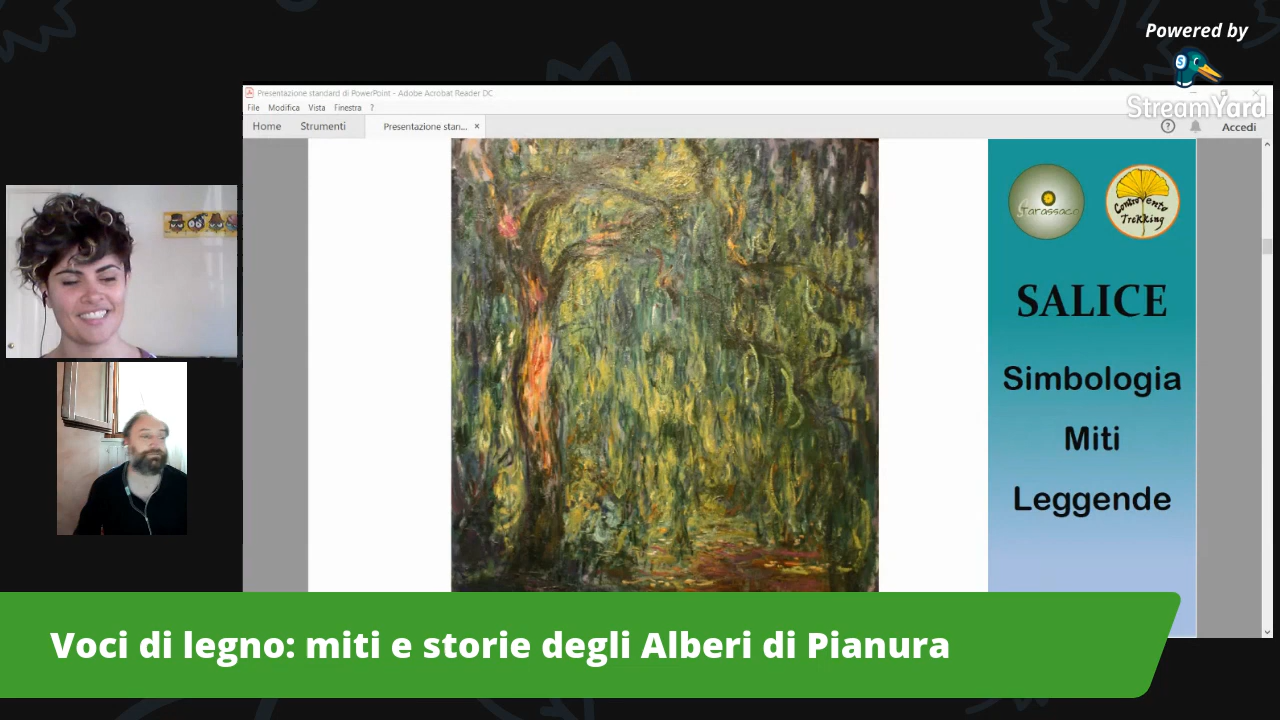 Powered by
StreamYard
Presentazione standard di PowerPoint - Adobe Acrobat Reader DC
File Modifica Vista Finestra ?
Home Strumenti Presentazione stan... × Accedi
Tarassaco
ControVento
Trekking
SALICE
Simbologia
Miti
Leggende
Voci di legno: miti e storie degli Alberi di Pianura